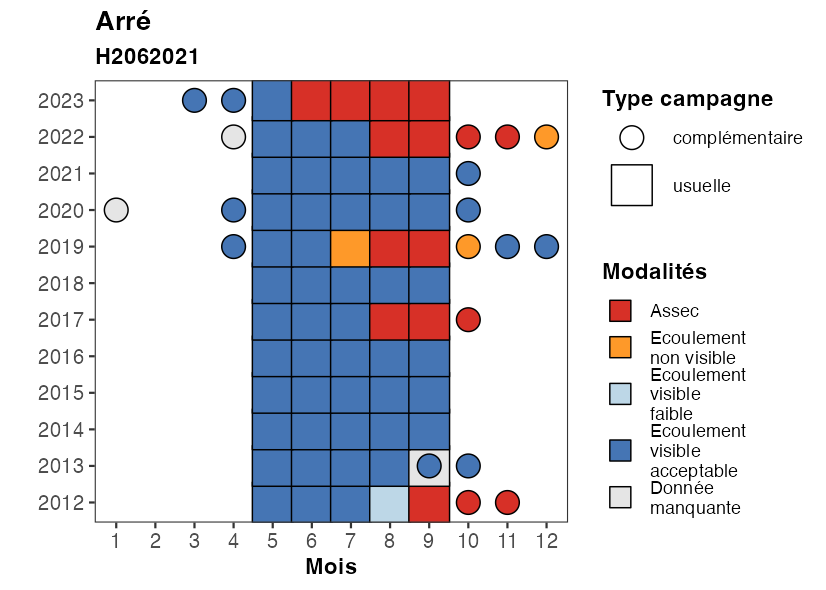 Arré
H2062021
2023
2022
2021
2020
2019
2018
2017
2016
2015
2014
2013
2012
1 2 3 4 5 6 7 8 9 10 11 12
Mois
Type campagne
complémentaire
usuelle
Modalités
Assec
Ecoulement
non visible
Ecoulement
visible
faible
Ecoulement
visible
acceptable
Donnée
manquante